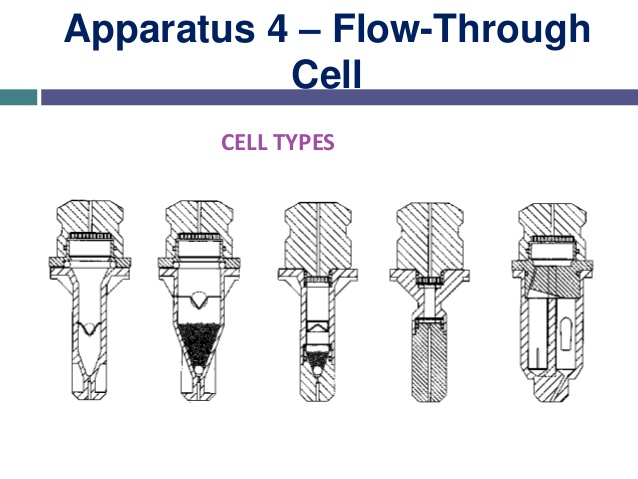 Apparatus 4 – Flow-Through
Cell
CELL TYPES